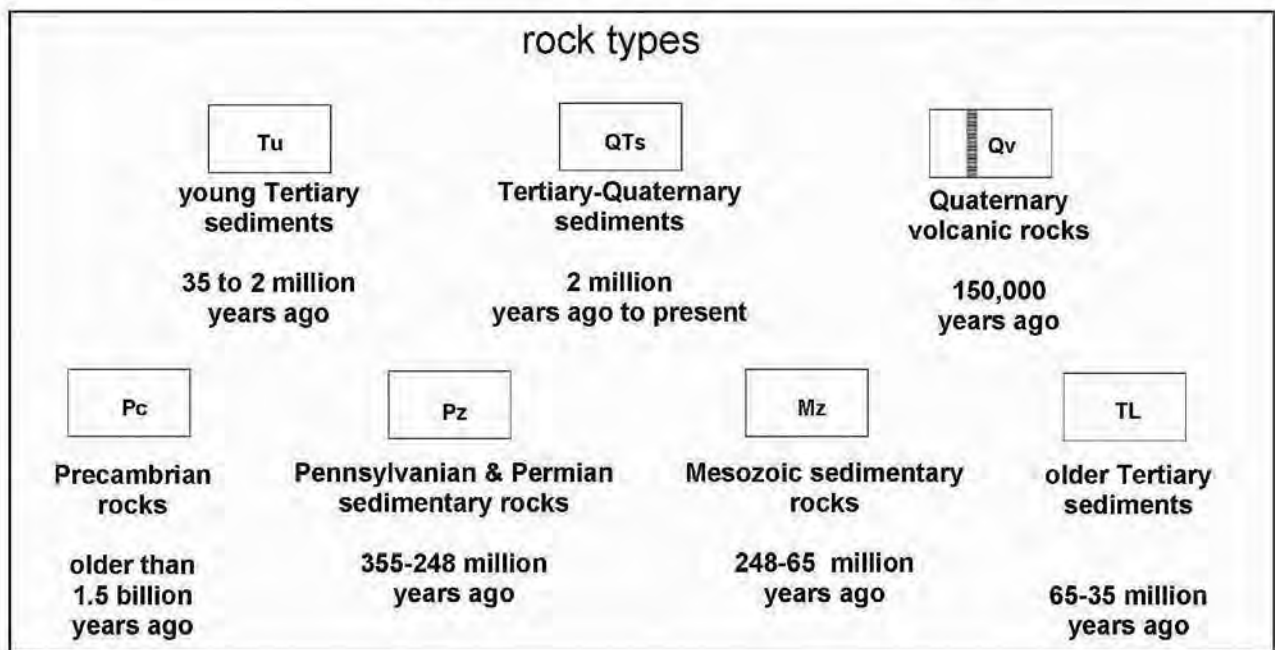 rock types
Tu
QTs
Qv
young Tertiary
sediments
Tertiary-Quaternary
sediments
Quaternary
volcanic rocks
35 to 2 million
years ago
2 million
years ago to present
150,000
years ago
Pc
Pz
Mz
TL
Precambrian
rocks
Pennsylvanian & Permian
sedimentary rocks
Mesozoic sedimentary
rocks
older Tertiary
sediments
older than
1.5 billion
years ago
355-248 million
years ago
248-65 million
years ago
65-35 million
years ago